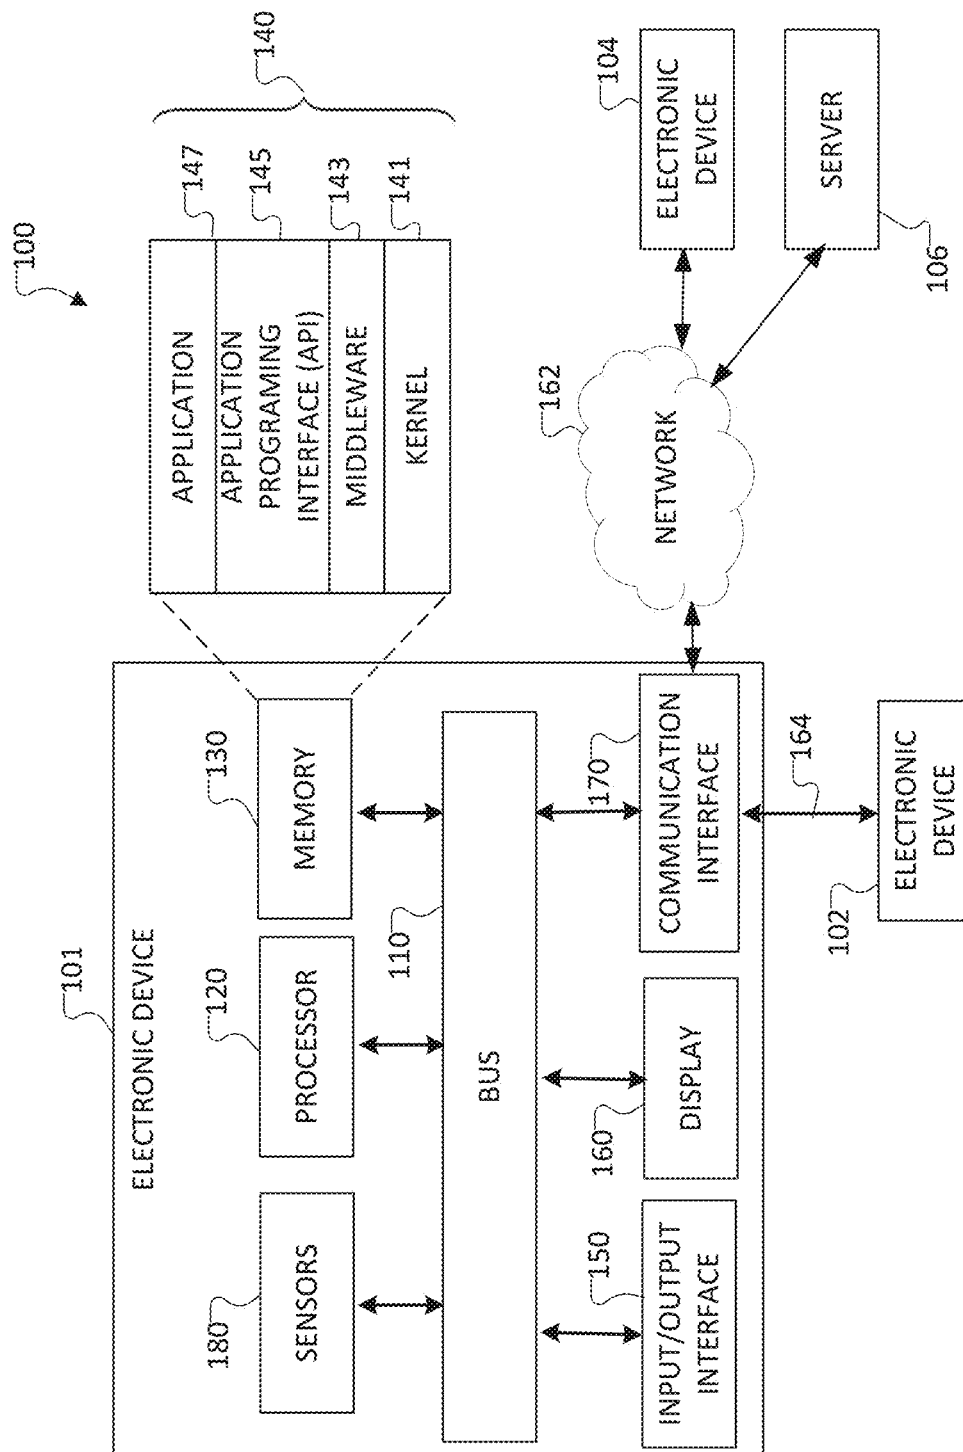 100
101
ELECTRONIC DEVICE
180
SENSORS
120
PROCESSOR
130
MEMORY
110
BUS
150
INPUT/OUTPUT
INTERFACE
160
DISPLAY
170
COMMUNICATION
INTERFACE
APPLICATION
147
APPLICATION
PROGRAMING
INTERFACE (API)
145
MIDDLEWARE
143
KERNEL
141
140
162
NETWORK
104
ELECTRONIC
DEVICE
SERVER
106
164
102
ELECTRONIC
DEVICE